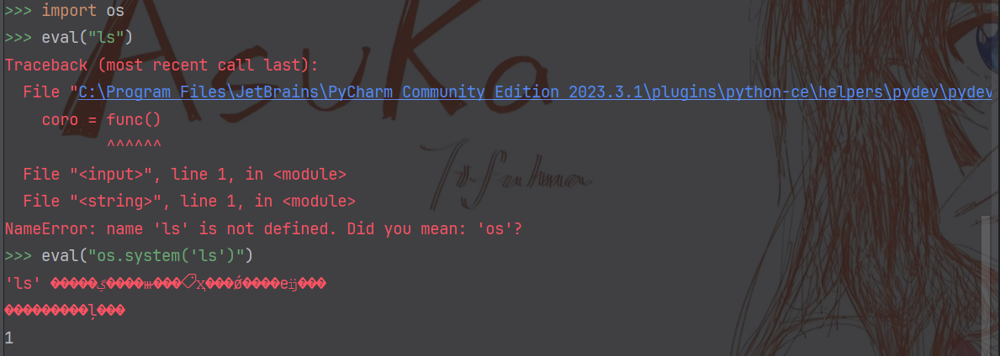 >>> import os
>>> eval("ls")
Traceback (most recent call last):
  File "C:\Program Files\JetBrains\PyCharm Community Edition 2023.3.1\plugins\python-ce\helpers\pydev\pydev
    coro = func()
           ^^^^^^
  File "<input>", line 1, in <module>
  File "<string>", line 1, in <module>
NameError: name 'ls' is not defined. Did you mean: 'os'?
>>> eval("os.system('ls')")
'ls'
1
AsuKa